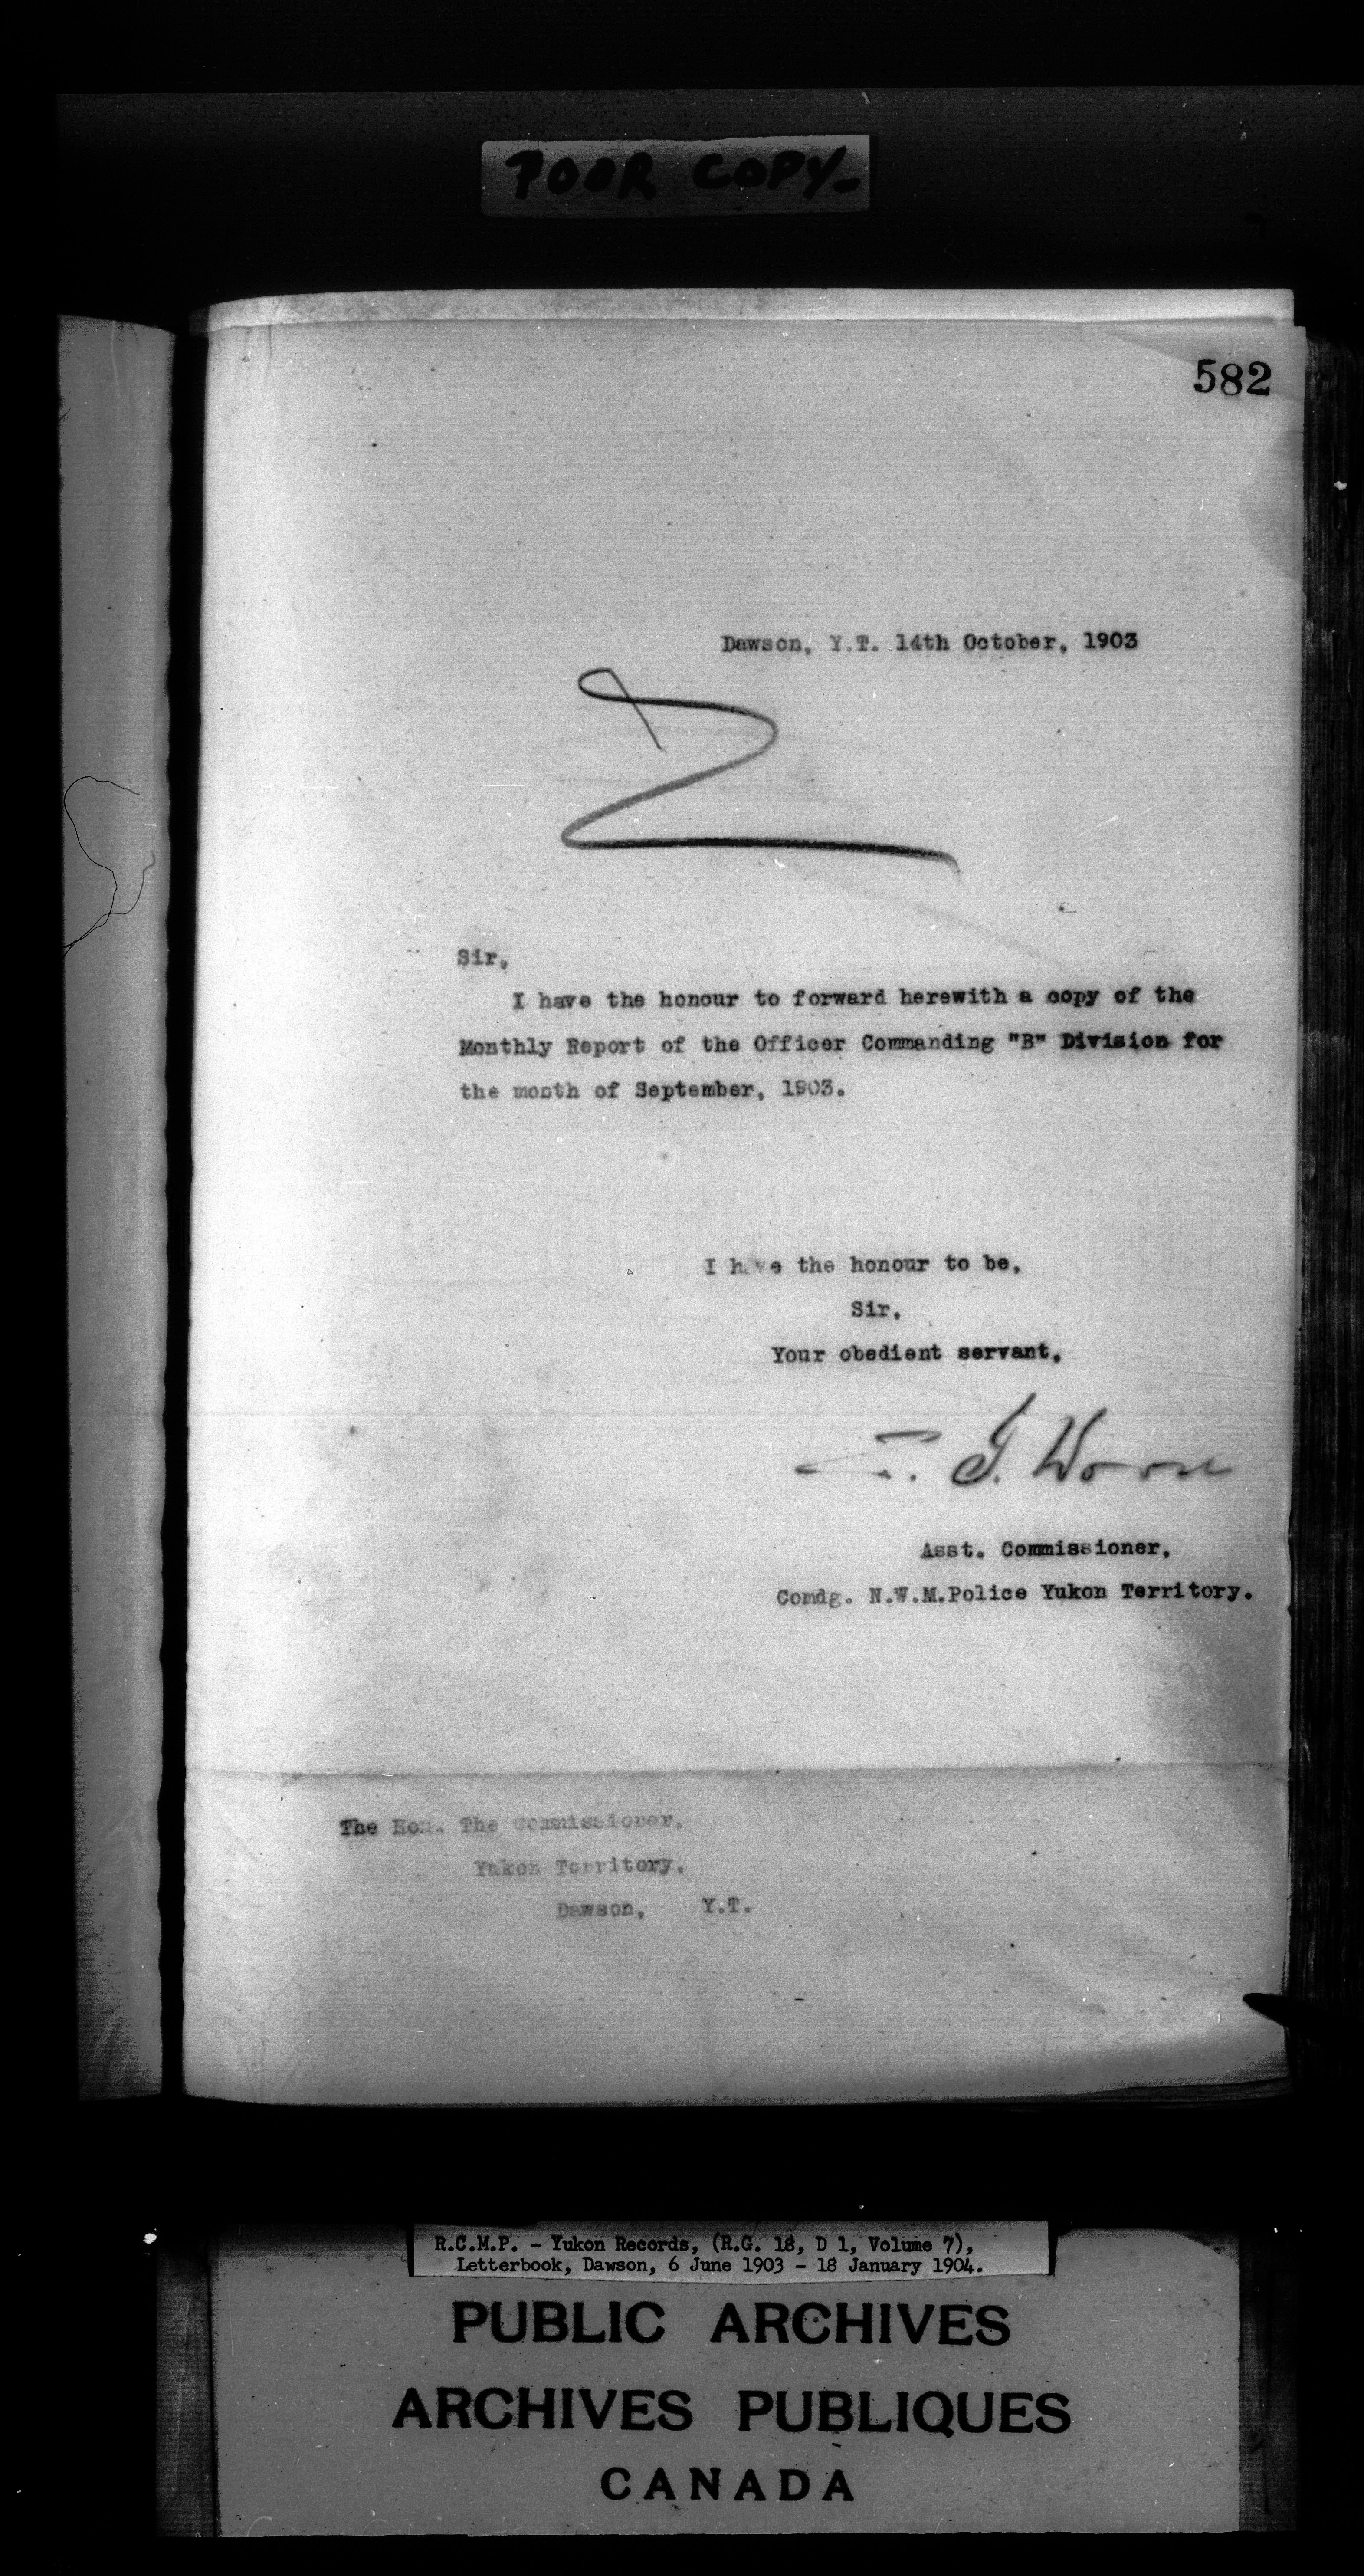 POOR COPY-
582
Dawson, Y.T. 14th October, 1903
Sir,
I have the honour to forward herewith a copy of the
Monthly Report of the Officer Commanding "B" Division for
the month of September, 1903.
I have the honour to be,
Sir,
Your obedient servant,
Asst. Commissioner,
Comdg. N.W.M.Police Yukon Territory.
The Hon. The Commissioner,
Yukon Territory.
Dawson, Y.T.
R.C.M.P. - Yukon Records, (R.G. 18, D 1, Volume 7),
Letterbook, Dawson, 6 June 1903 - 18 January 1904.
PUBLIC ARCHIVES
ARCHIVES PUBLIQUES
CANADA